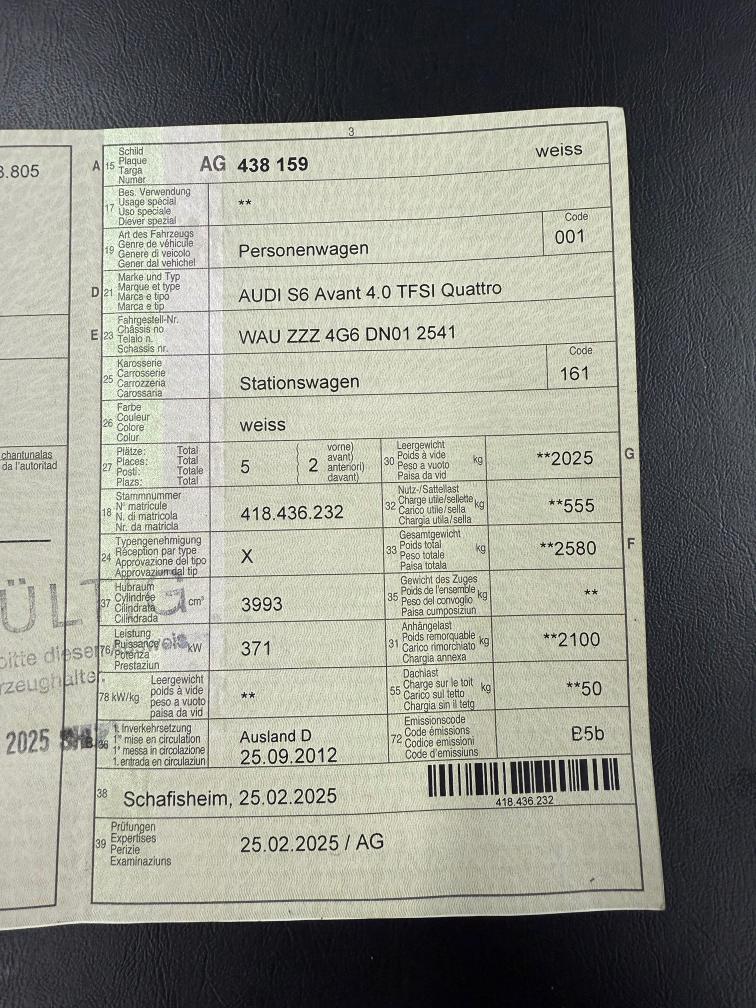 3
8.805
A 15 Schild
Plaque
Targa
Numer
AG 438 159
weiss
17 Bes. Verwendung
Usage spécial
Uso speciale
Diever spezial
**
19 Art des Fahrzeugs
Genre de véhicule
Genere di veicolo
Gener dal vehichel
Personenwagen
Code
001
D 21 Marke und Typ
Marque et type
Marca e tipo
Marca e tip
AUDI S6 Avant 4.0 TFSI Quattro
E 23 Fahrgestell-Nr.
Châssis no
Telaio n.
Schassis nr.
WAU ZZZ 4G6 DN01 2541
25 Karosserie
Carrosserie
Carrozzeria
Carossaria
Stationswagen
Code
161
26 Farbe
Couleur
Colore
Colur
weiss
chantunalas
da l'autoritad
27 Plätze: Total
Places: Total
Posti: Totale
Plazs: Total
5
2
vorne)
avant)
anteriori)
davant)
30 Leergewicht
Poids à vide
Peso a vuoto
Paisa da vid
kg
**2025
G
18 Stammnummer
N° matricule
N. di matricola
Nr. da matricla
418.436.232
32 Nutz-/Sattellast
Charge utile/sellette
Carico utile/sella
Chargia utila/sella
kg
**555
24 Typengenehmigung
Réception par type
Approvazione del tipo
Approvaziun dal tip
X
33 Gesamtgewicht
Poids total
Peso totale
Paisa totala
kg
**2580
F
37 Hubraum
Cylindrée
Cilindrata
Cilindrada
cm³
3993
35 Gewicht des Zuges
Poids de l'ensemble
Peso del convoglio
Paisa cumposiziun
kg
**
76 Leistung
Puissance
Potenza
Prestaziun
kW
371
31 Anhängelast
Poids remorquable
Carico rimorchiato
Chargia annexa
kg
**2100
78 kW/kg
Leergewicht
poids à vide
peso a vuoto
paisa da vid
**
55 Dachlast
Charge sur le toit
Carico sul tetto
Chargia sin il tetg
kg
**50
36 1. Inverkehrsetzung
1re mise en circulation
1a messa in circolazione
1. entrada en circulaziun
Ausland D
25.09.2012
72 Emissionscode
Code émissions
Codice emissioni
Code d'emissiuns
B5b
ÜLTIG
bitte diesen
rzeughalter.
2025
38 Schafisheim, 25.02.2025
418.436.232
39 Prüfungen
Expertises
Perizie
Examinaziuns
25.02.2025 / AG